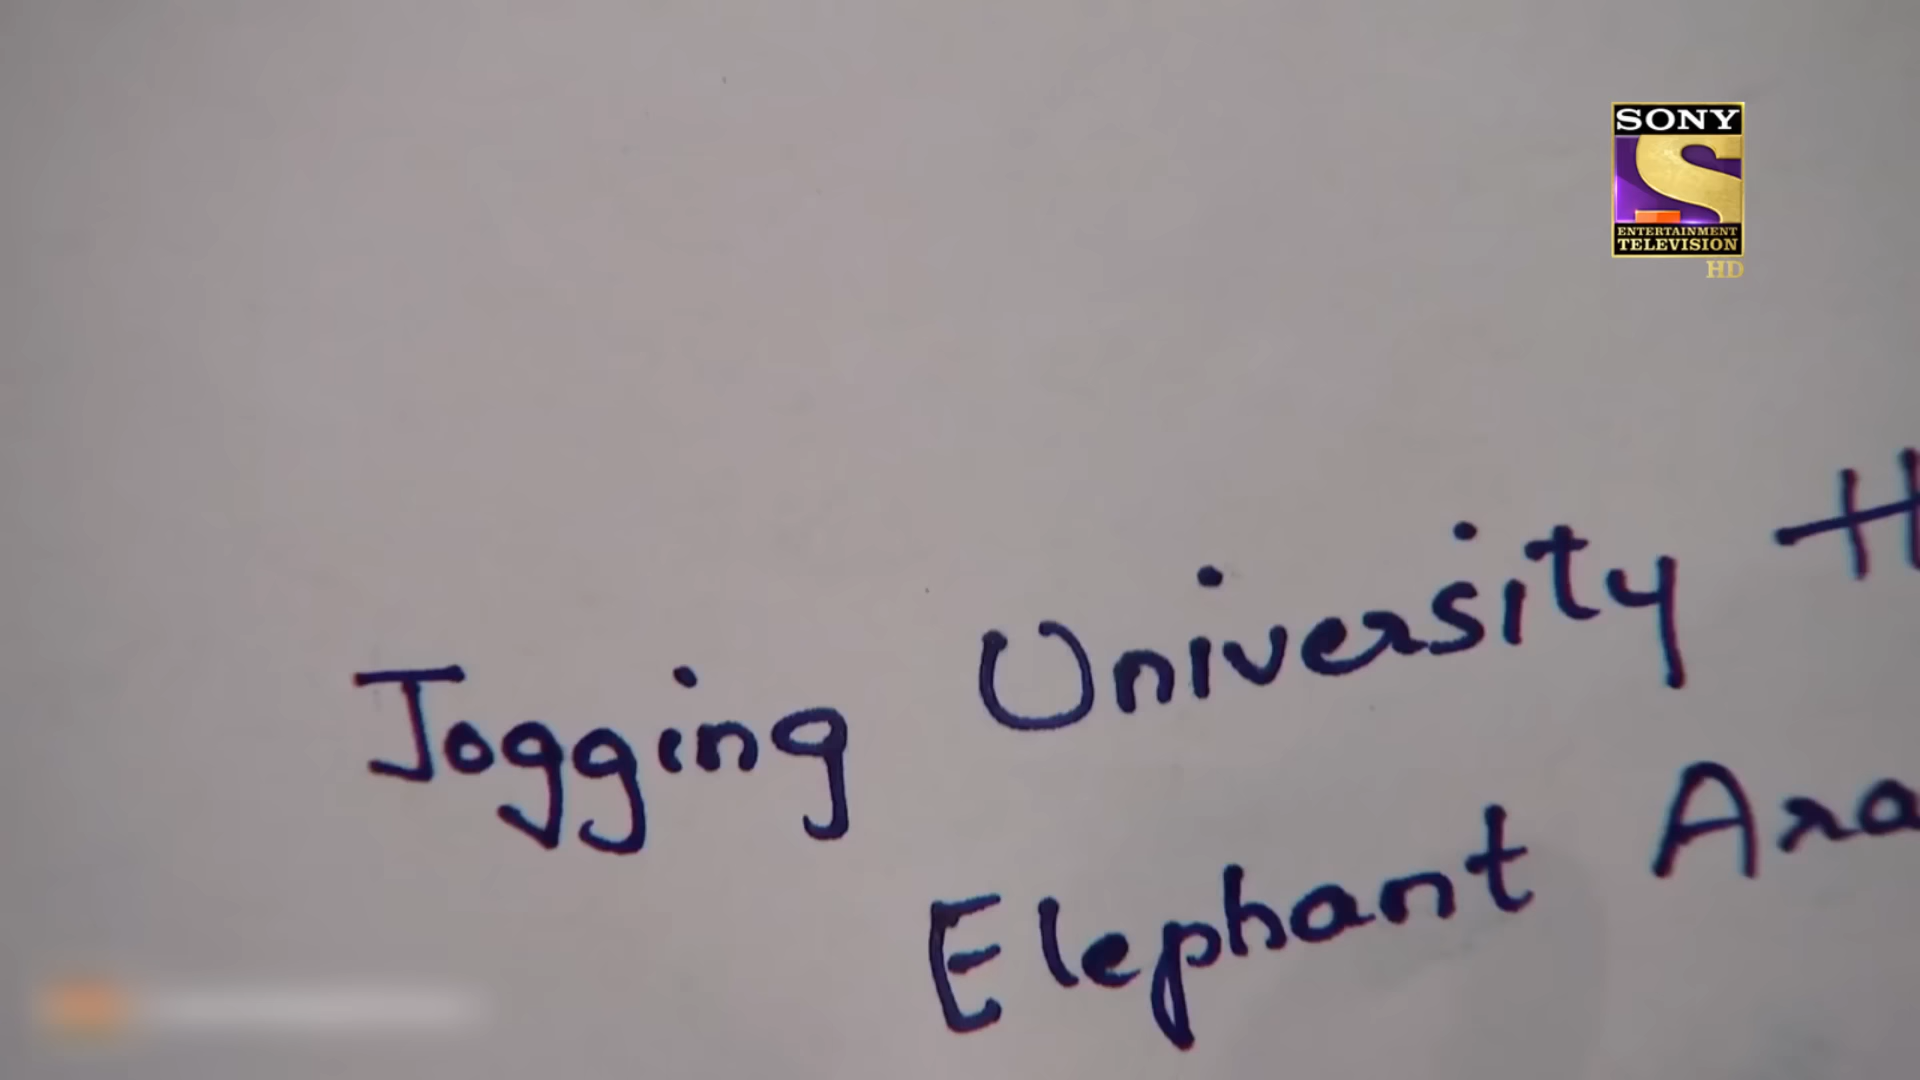 SONY
ENTERTAINMENT
TELEVISION
HD
Jogging University
Elephant